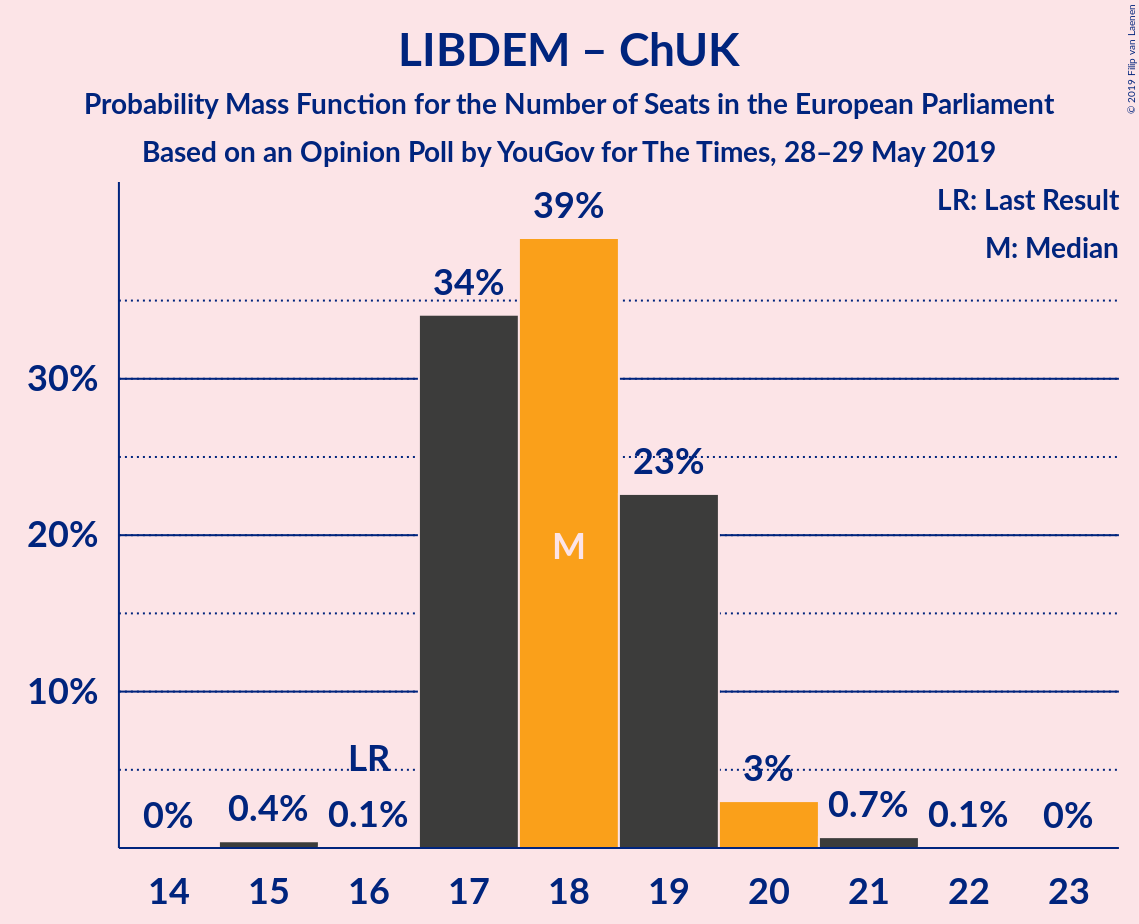 LIBDEM – ChUK
Probability Mass Function for the Number of Seats in the European Parliament
Based on an Opinion Poll by YouGov for The Times, 28–29 May 2019
© 2019 Filip van Laenen
LR: Last Result
M: Median
39%
34%
30%
23%
20%
M
10%
LR
3%
0%
0.4%
0.1%
0.7%
0.1%
0%
14 15 16 17 18 19 20 21 22 23